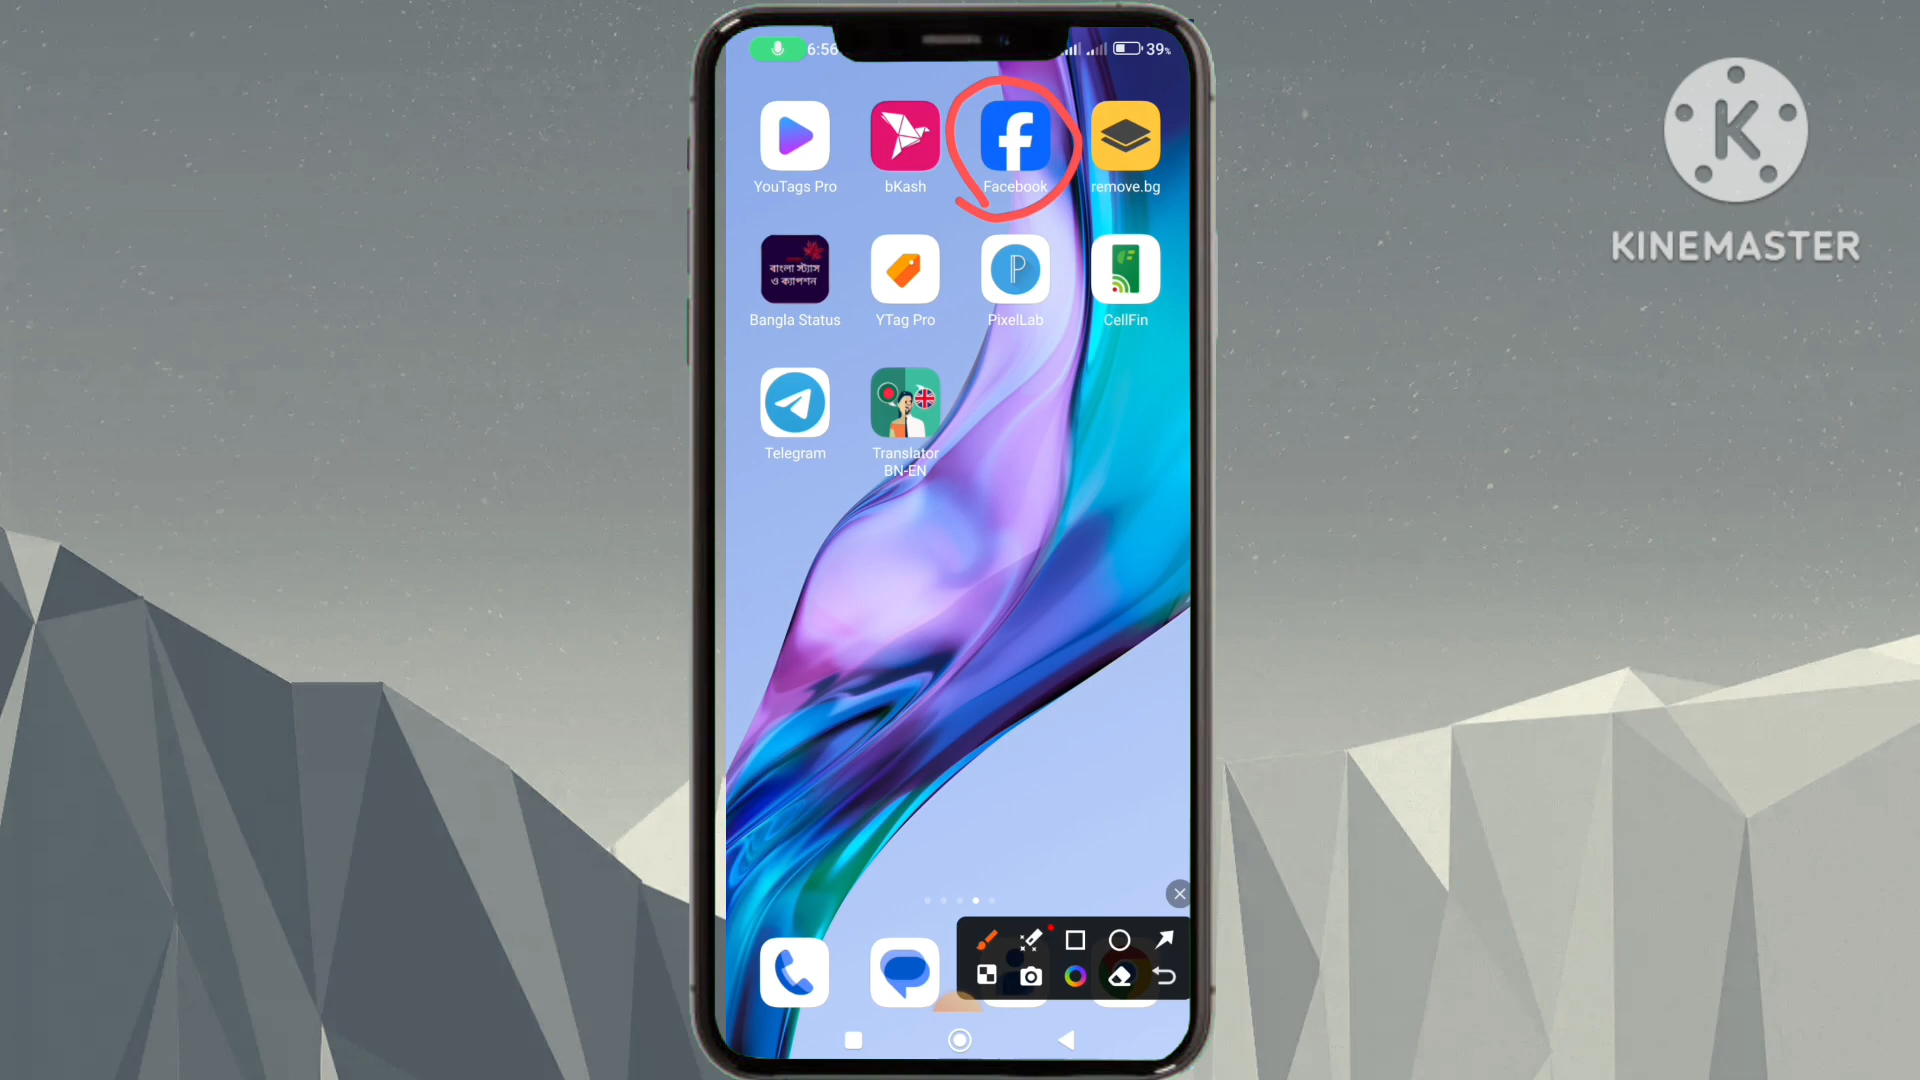 6:56
39%
YouTags Pro
bKash
Facebook
remove.bg
বাংলা স্ট্যাস
ও ক্যাপশন
Bangla Status
YTag Pro
PixelLab
CellFin
Telegram
Translator
BN-EN
K
KINEMASTER